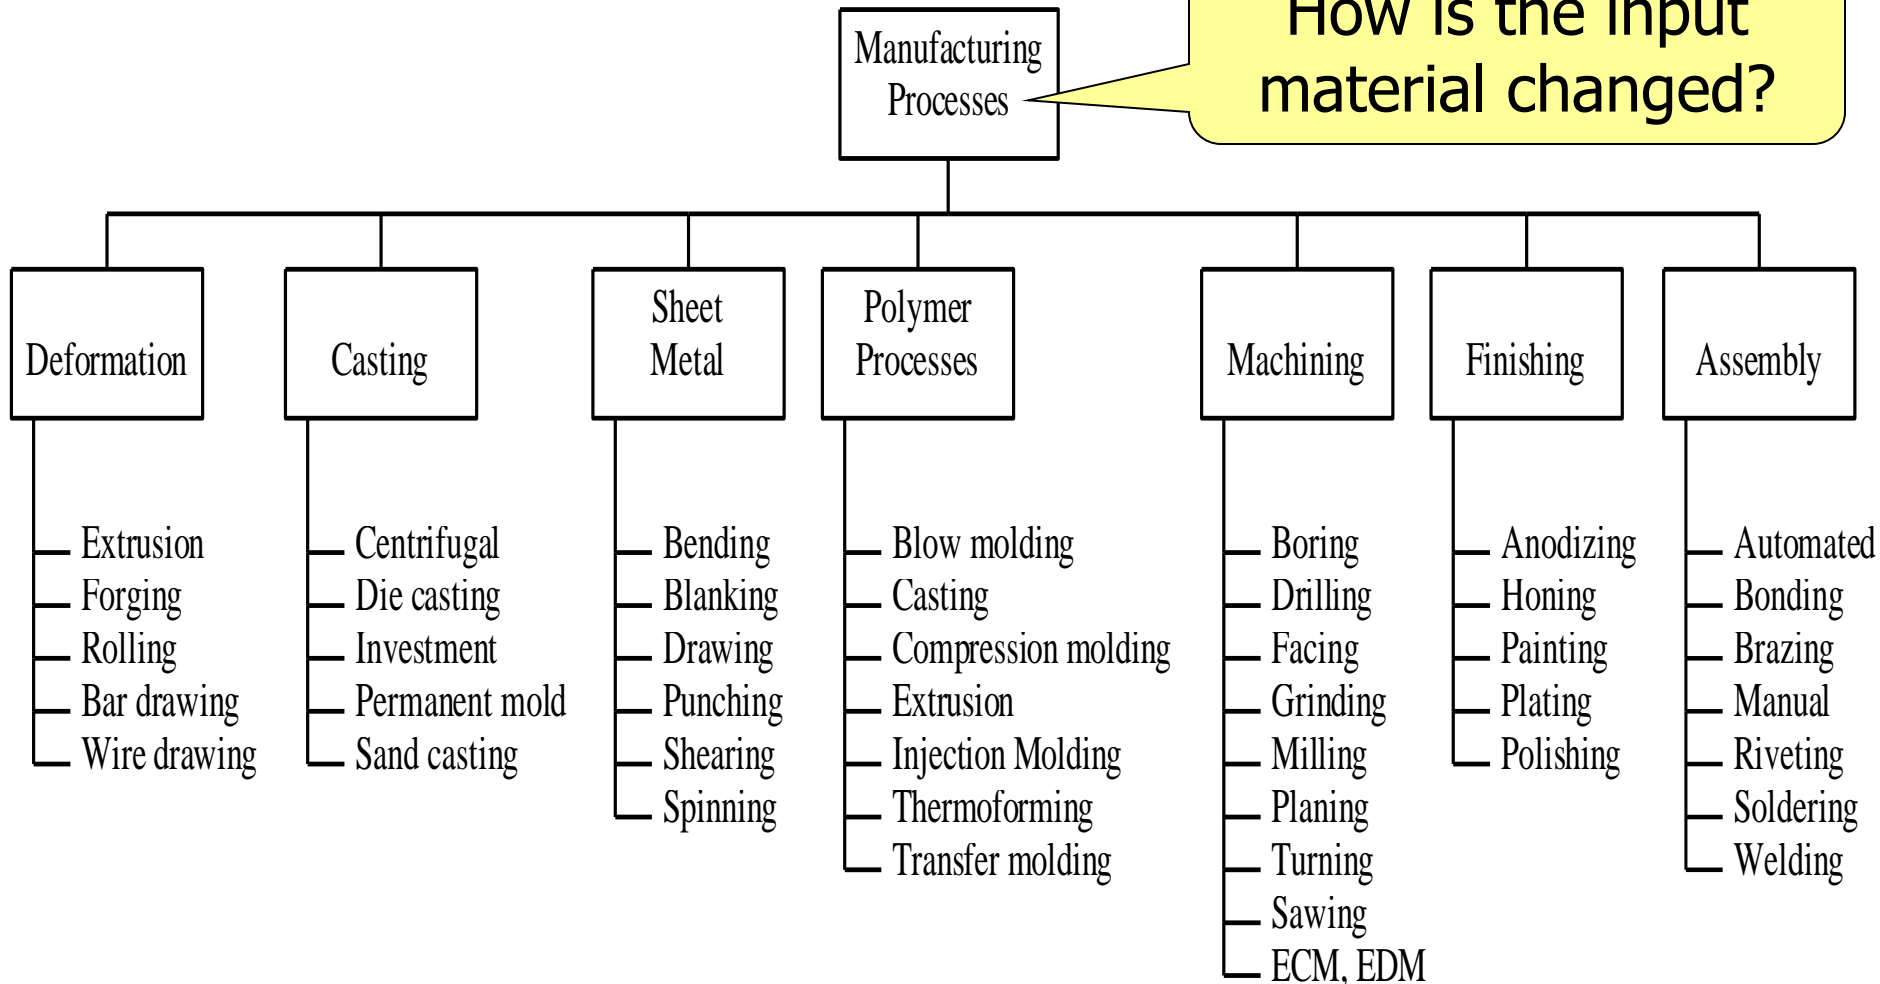 How is the input
material changed?
Manufacturing
Processes
Deformation
Extrusion
Forging
Rolling
Bar drawing
Wire drawing
Casting
Centrifugal
Die casting
Investment
Permanent mold
Sand casting
Sheet
Metal
Bending
Blanking
Drawing
Punching
Shearing
Spinning
Polymer
Processes
Blow molding
Casting
Compression molding
Extrusion
Injection Molding
Thermoforming
Transfer molding
Machining
Boring
Drilling
Facing
Grinding
Milling
Planing
Turning
Sawing
ECM, EDM
Finishing
Anodizing
Honing
Painting
Plating
Polishing
Assembly
Automated
Bonding
Brazing
Manual
Riveting
Soldering
Welding